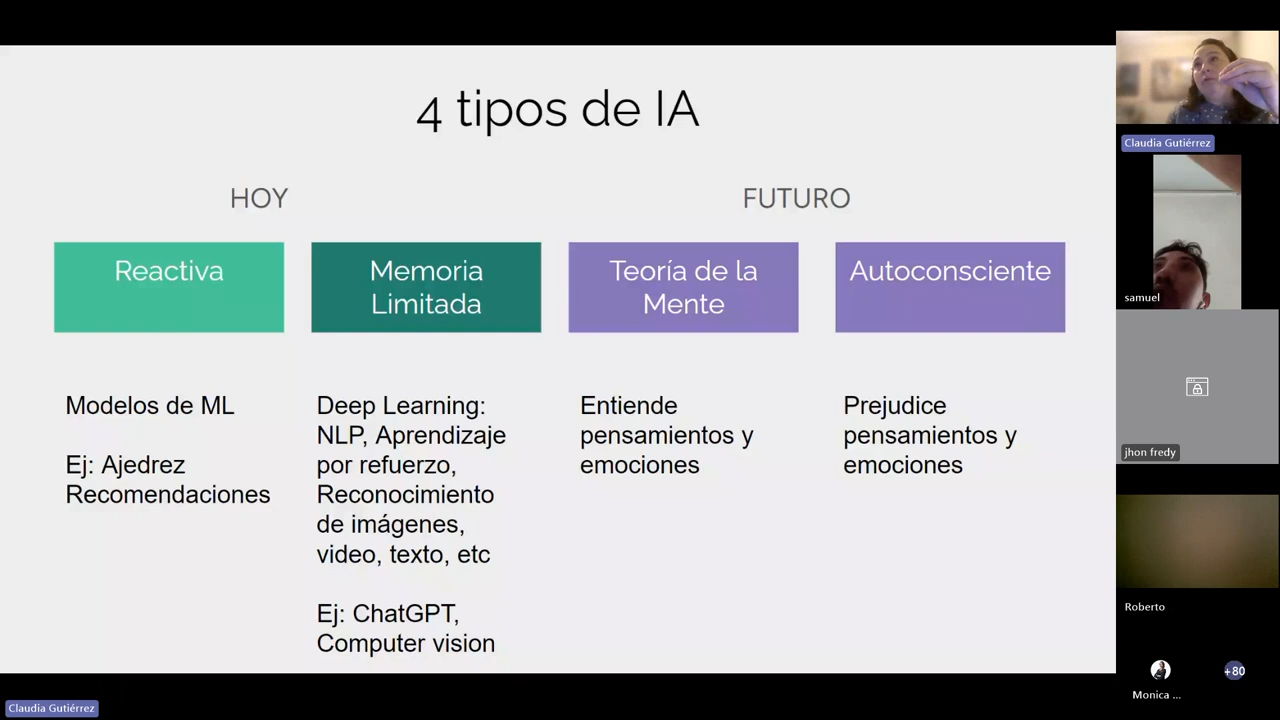 4 tipos de IA
HOY
FUTURO
Reactiva
Memoria
Limitada
Teoría de la
Mente
Autoconsciente
Modelos de ML
Ej: Ajedrez
Recomendaciones
Deep Learning:
NLP, Aprendizaje
por refuerzo,
Reconocimiento
de imágenes,
video, texto, etc
Ej: ChatGPT,
Computer vision
Entiende
pensamientos y
emociones
Prejudice
pensamientos y
emociones
Claudia Gutiérrez
samuel
jhon fredy
Roberto
Monica ...
+80
Claudia Gutiérrez